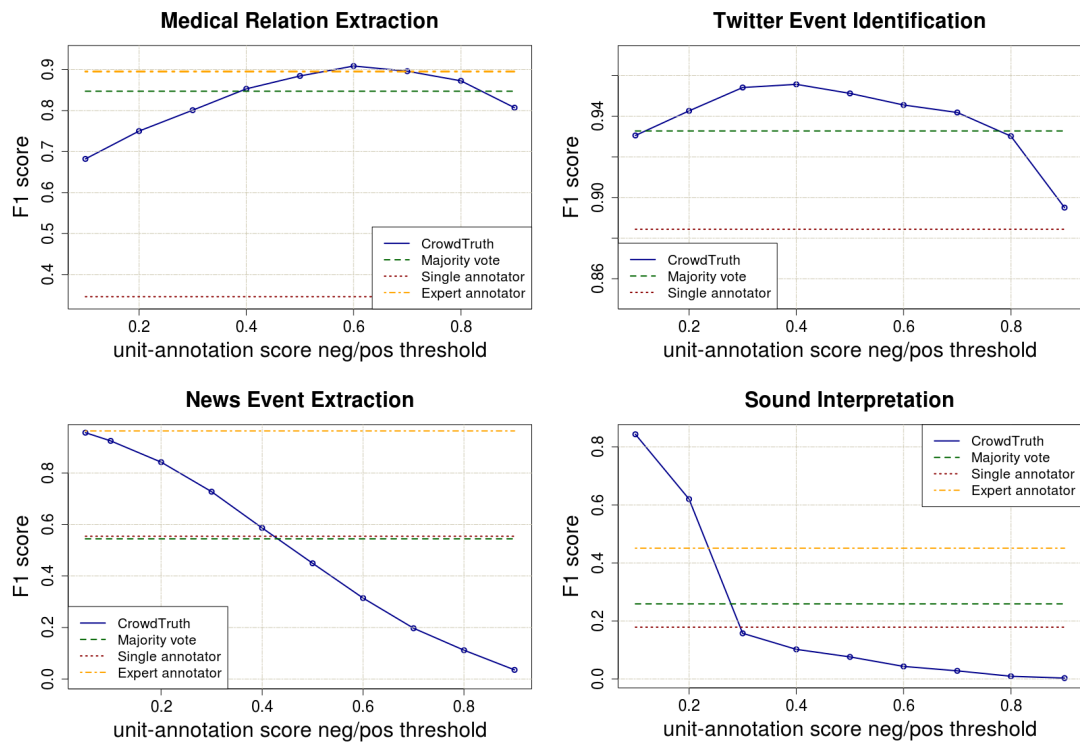 Medical Relation Extraction
F1 score
0.9
0.8
0.7
0.6
0.5
0.4
CrowdTruth
Majority vote
Single annotator
Expert annotator
0.2 0.4 0.6 0.8
unit-annotation score neg/pos threshold
Twitter Event Identification
F1 score
0.94
0.90
0.86
CrowdTruth
Majority vote
Single annotator
0.2 0.4 0.6 0.8
unit-annotation score neg/pos threshold
News Event Extraction
F1 score
0.8
0.6
0.4
0.2
0.0
CrowdTruth
Majority vote
Single annotator
Expert annotator
0.2 0.4 0.6 0.8
unit-annotation score neg/pos threshold
Sound Interpretation
F1 score
0.8
0.6
0.4
0.2
0.0
CrowdTruth
Majority vote
Single annotator
Expert annotator
0.2 0.4 0.6 0.8
unit-annotation score neg/pos threshold